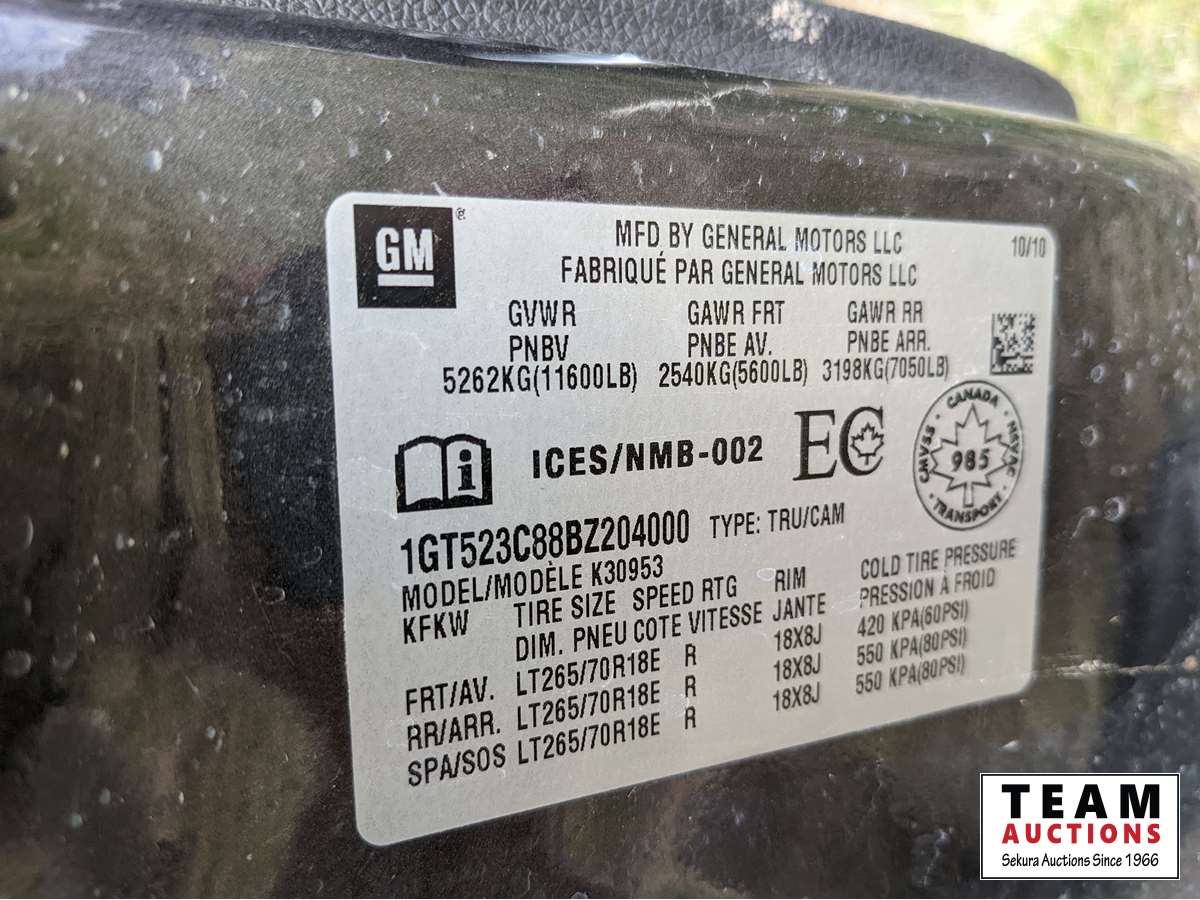 GM ®
MFD BY GENERAL MOTORS LLC 10/10
FABRIQUÉ PAR GENERAL MOTORS LLC
GVWR GAWR FRT GAWR RR
PNBV PNBE AV. PNBE ARR.
5262KG(11600LB) 2540KG(5600LB) 3198KG(7050LB)
i ICES/NMB-002 EC
CANADA
CMVSS 985 NSVAC
TRANSPORT
1GT523C88BZ204000 TYPE: TRU/CAM
MODEL/MODÈLE K30953
KFKW TIRE SIZE SPEED RTG RIM COLD TIRE PRESSURE
DIM. PNEU COTE VITESSE JANTE PRESSION À FROID
FRT/AV. LT265/70R18E R 18X8J 420 KPA(60PSI)
RR/ARR. LT265/70R18E R 18X8J 550 KPA(80PSI)
SPA/SOS LT265/70R18E R 18X8J 550 KPA(80PSI)
TEAM
AUCTIONS
Sekura Auctions Since 1966